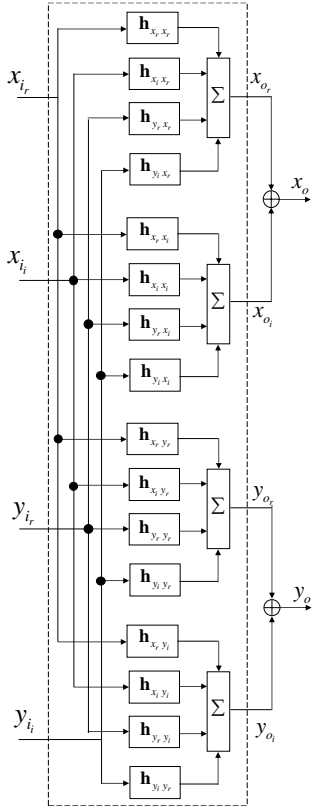 h_{x_r x_r}
x_{i_r}
h_{x_i x_r}
Σ
x_{o_r}
h_{y_r x_r}
h_{y_i x_r}
x_o
h_{x_r x_i}
x_{i_i}
h_{x_i x_i}
Σ
x_{o_i}
h_{y_r x_i}
h_{y_i x_i}
h_{x_r y_r}
h_{x_i y_r}
Σ
y_{o_r}
y_{i_r}
h_{y_r y_r}
h_{y_i y_r}
y_o
h_{x_r y_i}
h_{x_i y_i}
Σ
y_{o_i}
y_{i_i}
h_{y_r y_i}
h_{y_i y_i}